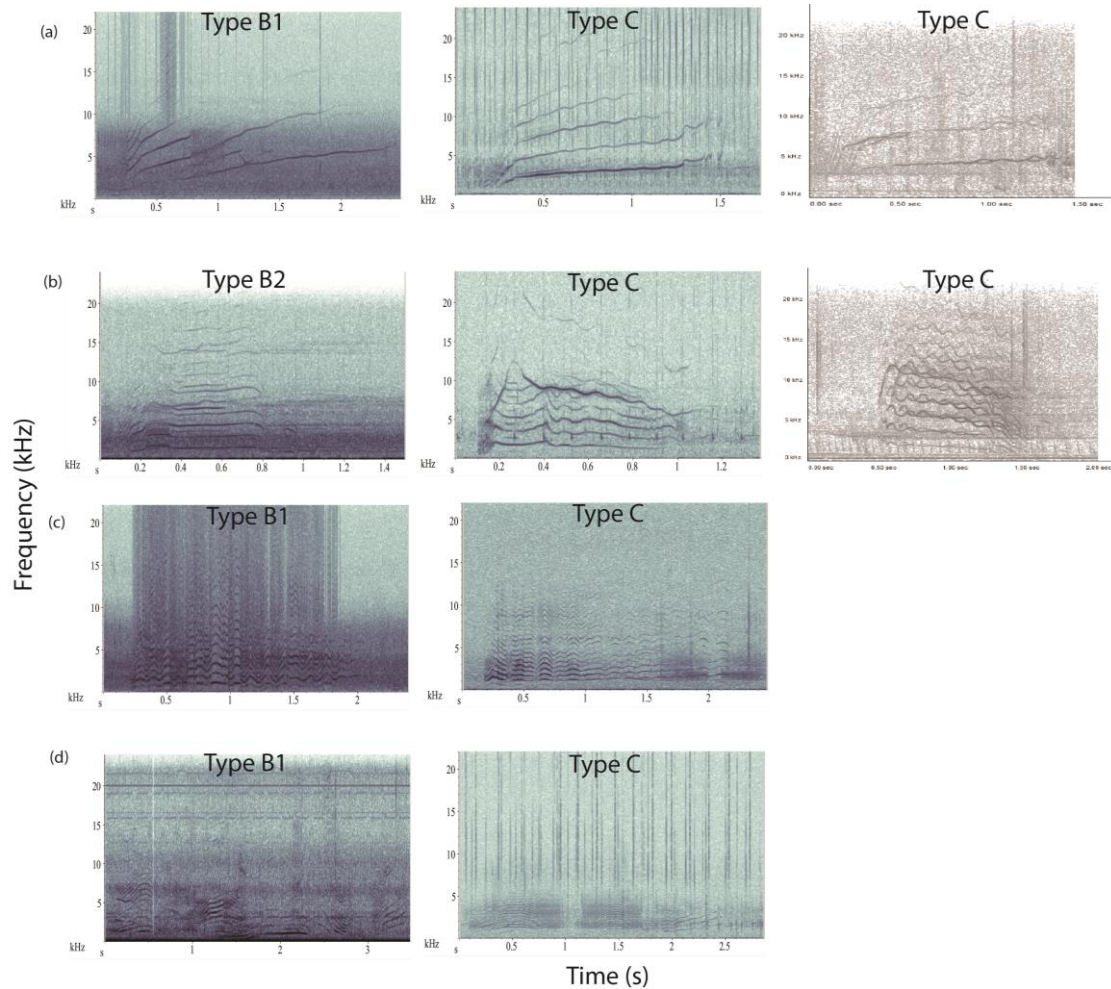 (a)
Type B1
Type C
Type C
20
15
10
5
kHz
s
0.5
1
1.5
2
20
15
10
5
kHz
s
0.5
1
1.5
20 kHz
15 kHz
10 kHz
5 kHz
0 kHz
0.00 sec
0.50 sec
1.00 sec
1.50 sec
(b)
Type B2
Type C
Type C
20
15
10
5
kHz
s
0.2
0.4
0.6
0.8
1
1.2
1.4
20
15
10
5
kHz
s
0.2
0.4
0.6
0.8
1
1.2
20 kHz
15 kHz
10 kHz
5 kHz
0.00 sec
0.50 sec
1.00 sec
1.50 sec
2.00 sec
Frequency (kHz)
(c)
Type B1
Type C
20
15
10
5
kHz
s
0.5
1
1.5
2
20
15
10
5
kHz
s
0.5
1
1.5
2
(d)
Type B1
Type C
20
15
10
5
kHz
s
1
2
3
20
15
10
5
kHz
s
0.5
1
1.5
2
2.5
Time (s)